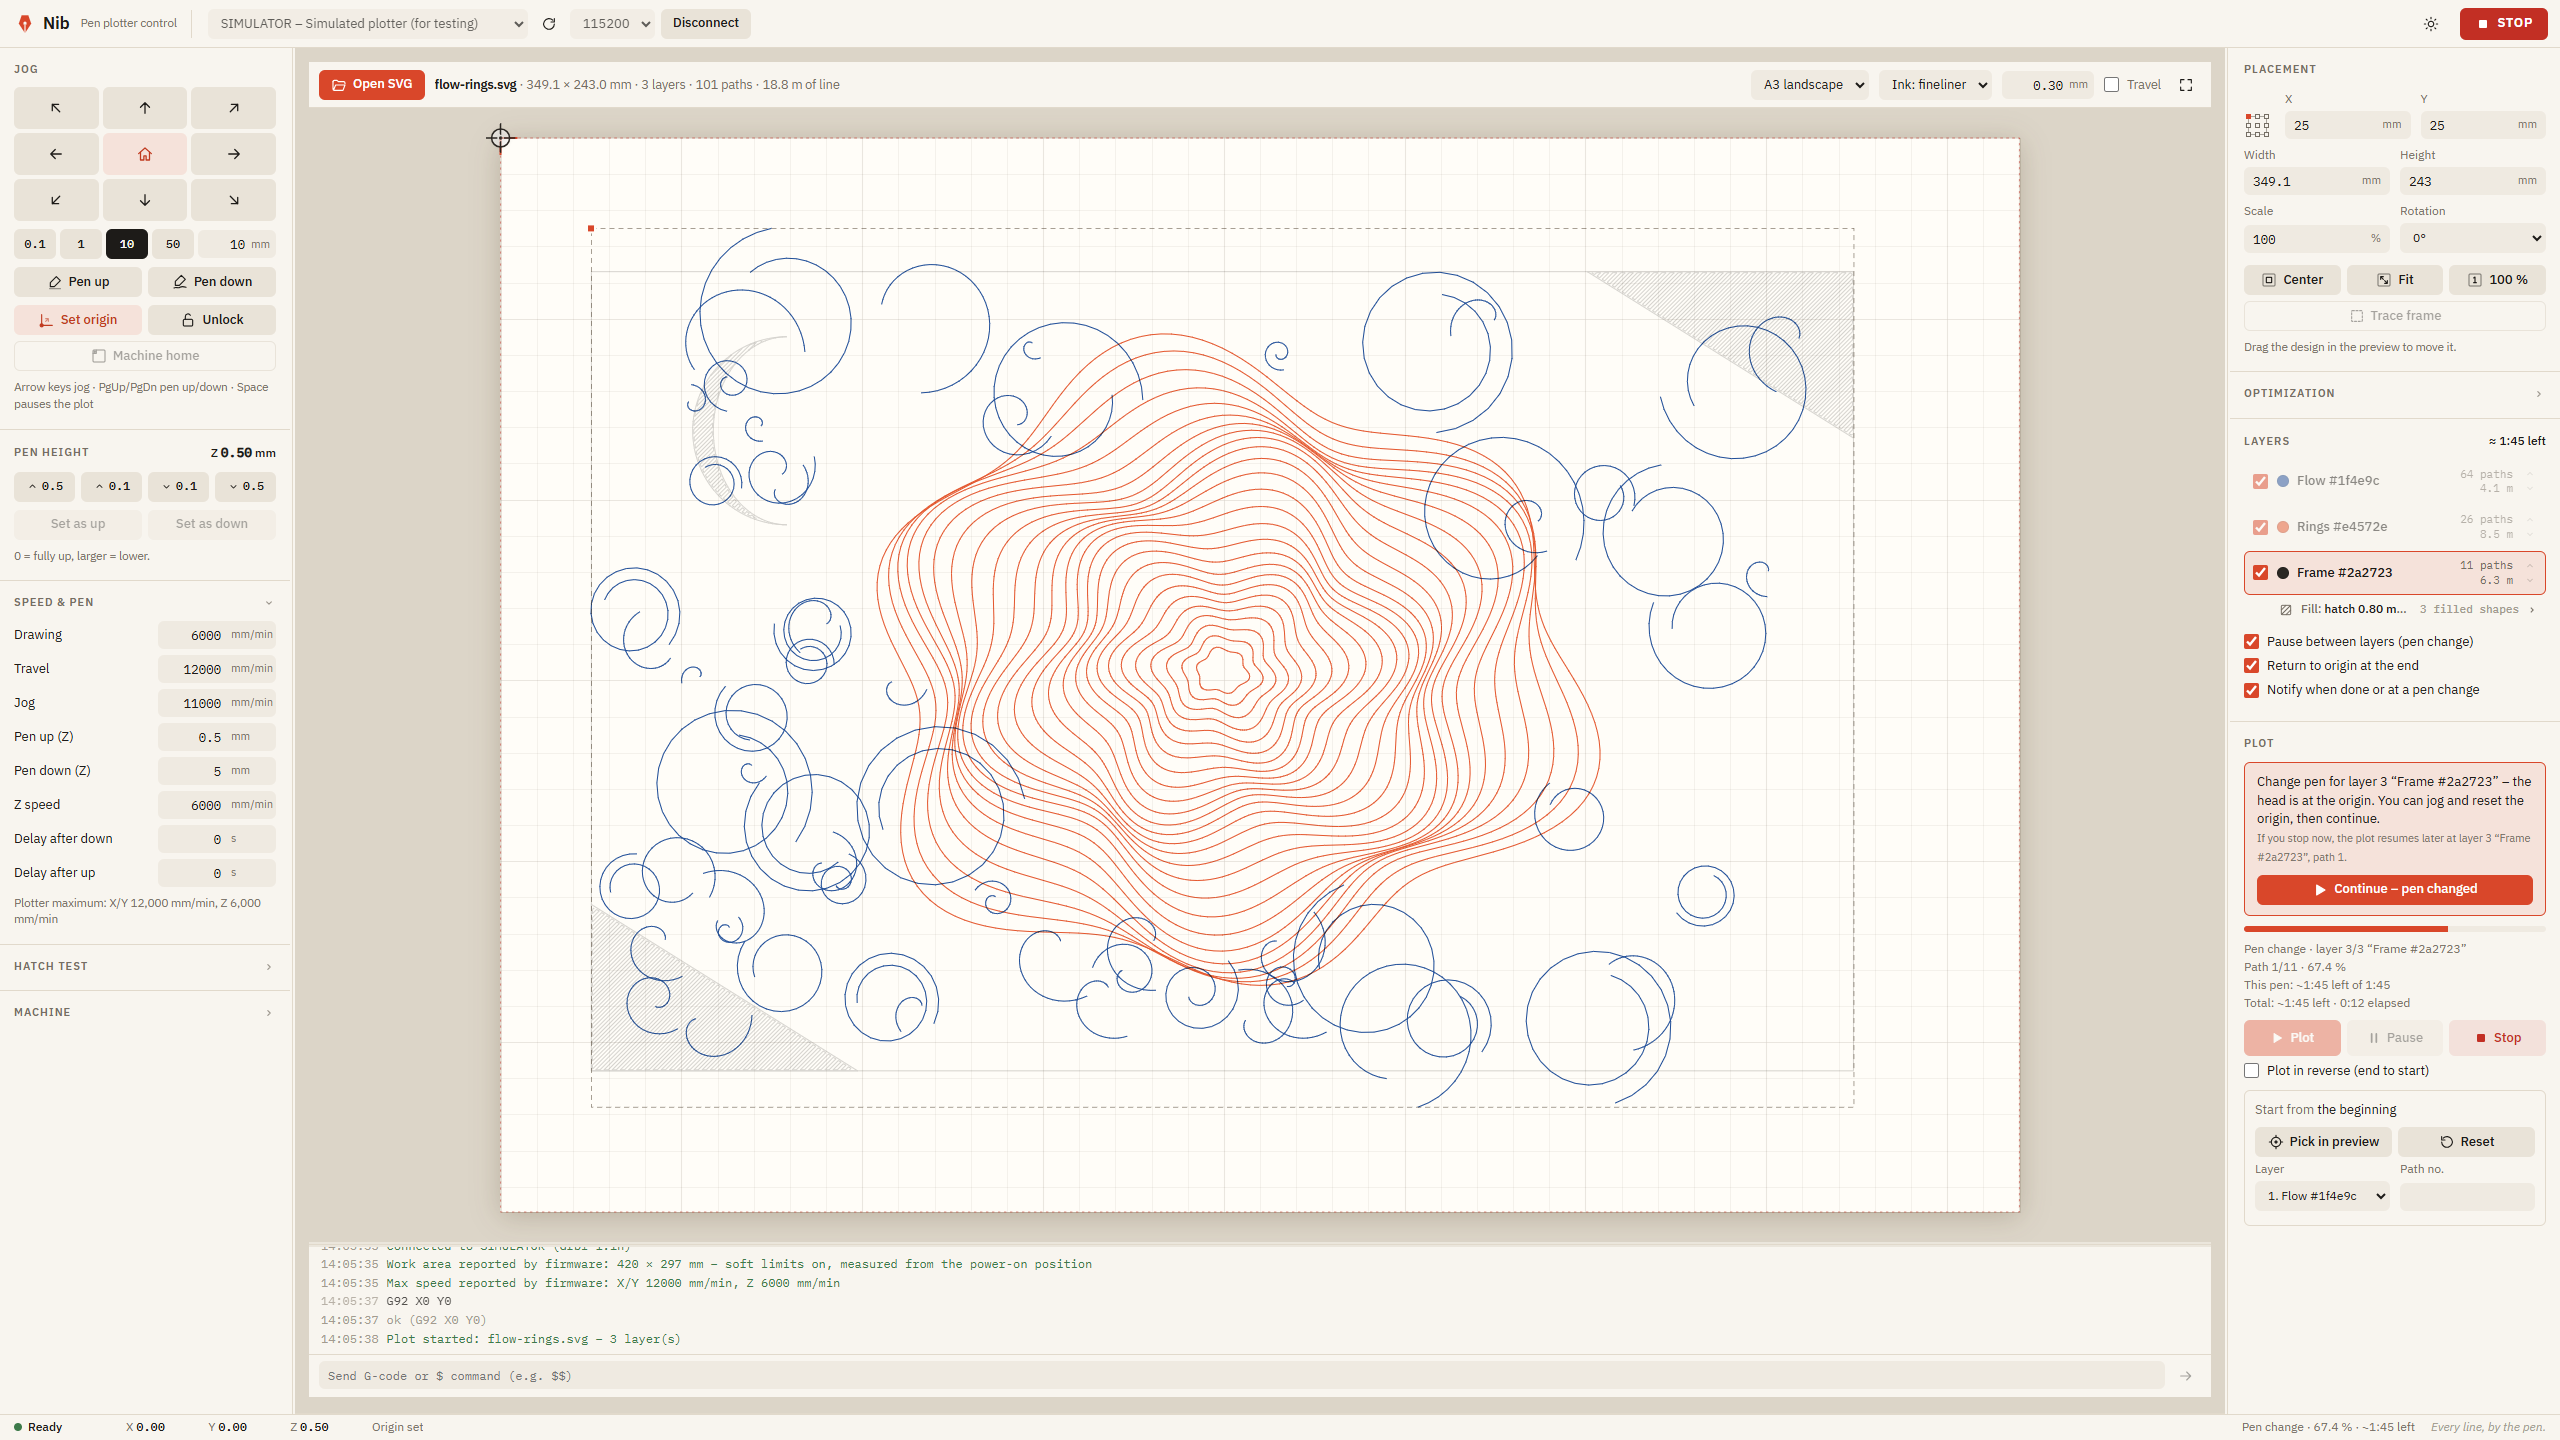 Nib Pen plotter control SIMULATOR – Simulated plotter (for testing) 115200 Disconnect STOP
JOG
0.1 1 10 50 10 mm
Pen up Pen down
Set origin Unlock
Machine home
Arrow keys jog · PgUp/PgDn pen up/down · Space
pauses the plot
PEN HEIGHT Z 0.50 mm
0.5 0.1 0.1 0.5
Set as up Set as down
0 = fully up, larger = lower.
SPEED & PEN
Drawing 6000 mm/min
Travel 12000 mm/min
Jog 11000 mm/min
Pen up (Z) 0.5 mm
Pen down (Z) 5 mm
Z speed 6000 mm/min
Delay after down 0 s
Delay after up 0 s
Plotter maximum: X/Y 12,000 mm/min, Z 6,000
mm/min
HATCH TEST
MACHINE
Open SVG flow-rings.svg · 349.1 × 243.0 mm · 3 layers · 101 paths · 18.8 m of line A3 landscape Ink: fineliner 0.30 mm Travel
14:05:35 Connected to SIMULATOR (Grbl 1.1h)
14:05:35 Work area reported by firmware: 420 × 297 mm – soft limits on, measured from the power-on position
14:05:35 Max speed reported by firmware: X/Y 12000 mm/min, Z 6000 mm/min
14:05:37 G92 X0 Y0
14:05:37 ok (G92 X0 Y0)
14:05:38 Plot started: flow-rings.svg – 3 layer(s)
Send G-code or $ command (e.g. $$)
PLACEMENT
X Y
25 mm 25 mm
Width Height
349.1 mm 243 mm
Scale Rotation
100 % 0°
Center Fit 1 100 %
Trace frame
Drag the design in the preview to move it.
OPTIMIZATION
LAYERS ≈ 1:45 left
Flow #1f4e9c 64 paths
4.1 m
Rings #e4572e 26 paths
8.5 m
Frame #2a2723 11 paths
6.3 m
Fill: hatch 0.80 m… 3 filled shapes
Pause between layers (pen change)
Return to origin at the end
Notify when done or at a pen change
PLOT
Change pen for layer 3 “Frame #2a2723” – the
head is at the origin. You can jog and reset the
origin, then continue.
If you stop now, the plot resumes later at layer 3 “Frame
#2a2723”, path 1.
Continue – pen changed
Pen change · layer 3/3 “Frame #2a2723”
Path 1/11 · 67.4 %
This pen: ~1:45 left of 1:45
Total: ~1:45 left · 0:12 elapsed
Plot Pause Stop
Plot in reverse (end to start)
Start from the beginning
Pick in preview Reset
Layer Path no.
1. Flow #1f4e9c
Ready X 0.00 Y 0.00 Z 0.50 Origin set Pen change · 67.4 % · ~1:45 left Every line, by the pen.